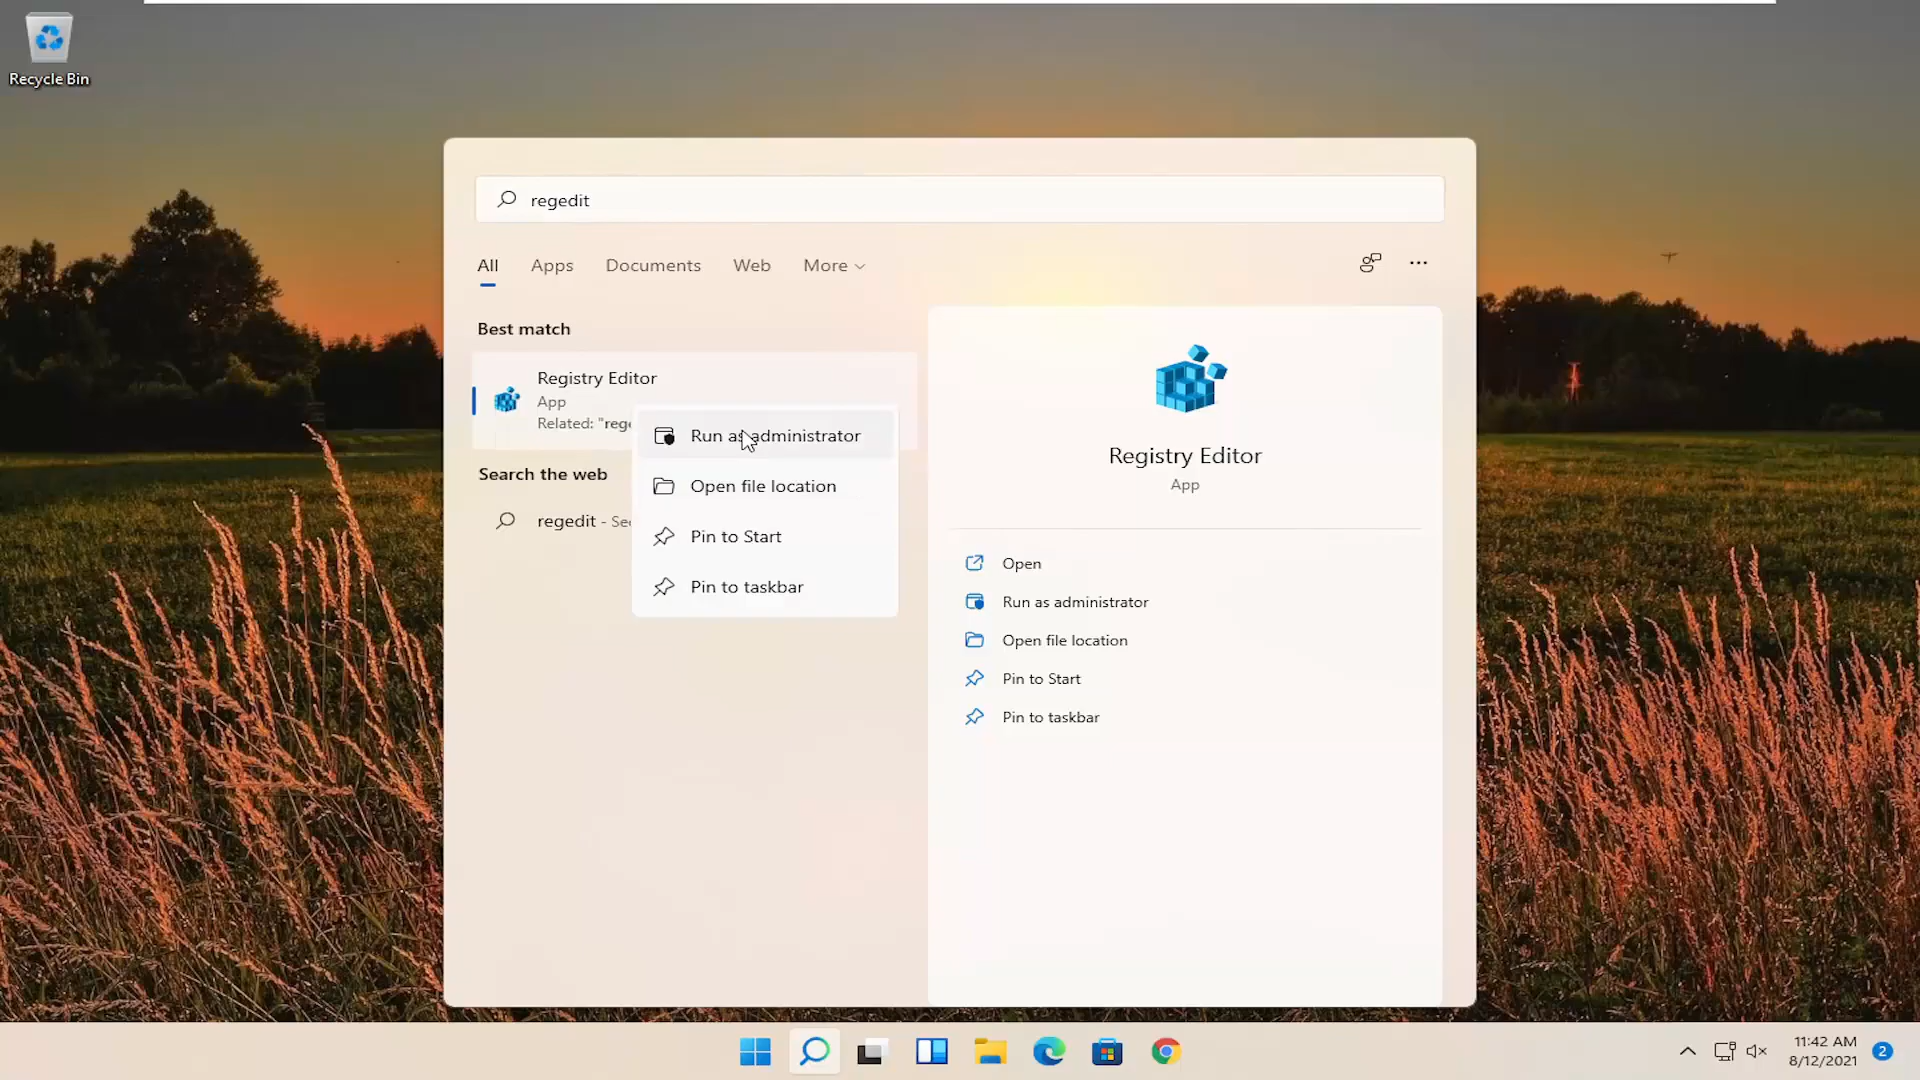 Recycle Bin
regedit
All Apps Documents Web More
Best match
Registry Editor
App
Related: "rege
Search the web
regedit - See
Run as administrator
Open file location
Pin to Start
Pin to taskbar
Registry Editor
App
Open
Run as administrator
Open file location
Pin to Start
Pin to taskbar
11:42 AM
8/12/2021
2